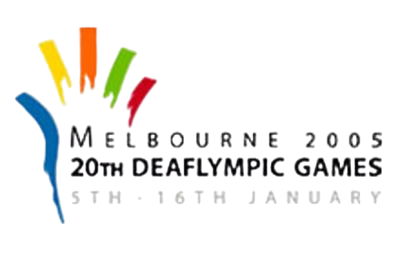 MELBOURNE 2005
20TH DEAFLYMPIC GAMES
5TH - 16TH JANUARY